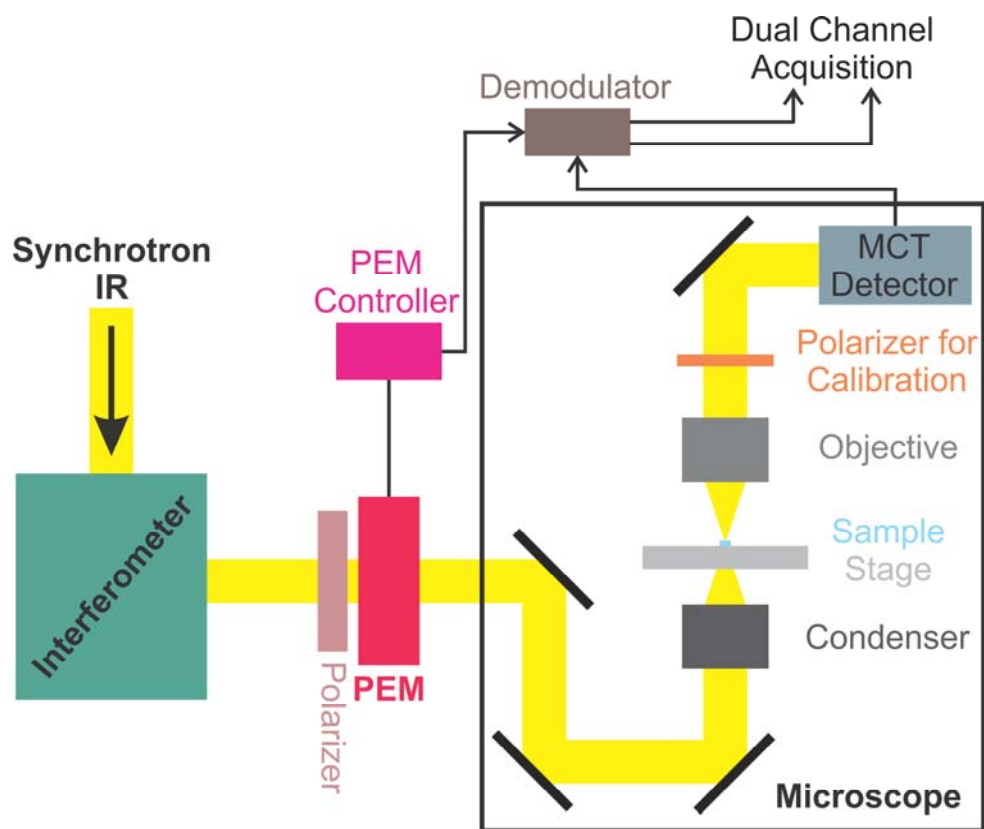 Dual Channel
Acquisition
Demodulator
Synchrotron
IR
PEM
Controller
MCT
Detector
Polarizer for
Calibration
Objective
Sample
Stage
Condenser
Interferometer
Polarizer
PEM
Microscope